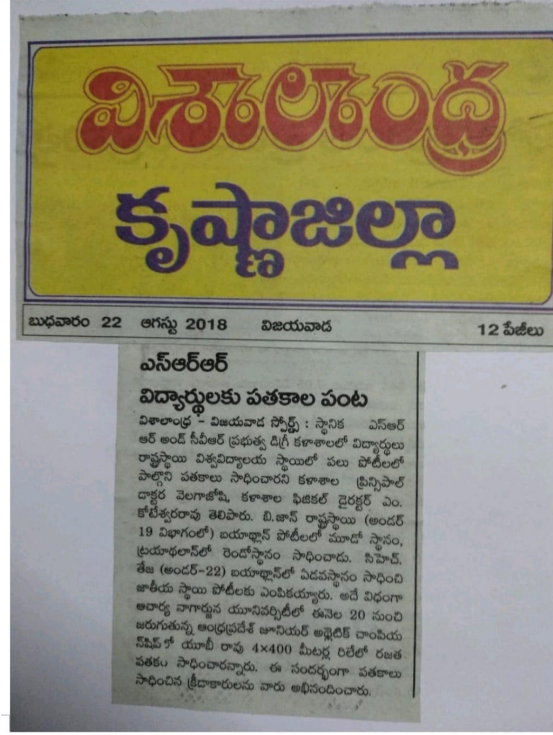 విశాలాంధ్ర
కృష్ణాజిల్లా
బుధవారం 22 ఆగస్టు 2018 విజయవాడ 12 పేజీలు
ఎస్ఆర్ఆర్
విద్యార్థులకు పతకాల పంట
విశాలాంధ్ర - విజయవాడ స్పోర్ట్స్ : స్థానిక ఎస్ఆర్
ఆర్ అండ్ సీవీఆర్ ప్రభుత్వ డిగ్రీ కళాశాలలో విద్యార్థులు
రాష్ట్రస్థాయి విశ్వవిద్యాలయ స్థాయిలో పలు పోటీలలో
పాల్గొని పతకాలు సాధించారని కళాశాల ప్రిన్సిపాల్
డాక్టర్ వెలగాజోషి, కళాశాల ఫిజికల్ డైరక్టర్ ఎం.
కోటేశ్వరరావు తెలిపారు. బి.జాన్ రాష్ట్రస్థాయి (అండర్
19 విభాగంలో) బయాథ్లాన్ పోటీలలో మూడో స్థానం,
ట్రయాథలాన్‌లో రెండోస్థానం సాధించాడు. సిహెచ్.
తేజ (అండర్-22) బయాథ్లాన్‌లో ఏడవస్థానం సాధించి
జాతీయ స్థాయి పోటీలకు ఎంపికయ్యారు. అదే విధంగా
ఆచార్య నాగార్జున యూనివర్సిటీలో ఈనెల 20 నుంచి
జరుగుతున్న ఆంధ్రప్రదేశ్ జూనియర్ అథ్లెటిక్ చాంపియ
న్‌షిప్ లో యూబీ రావు 4×400 మీటర్ల రిలేలో రజత
పతకం సాధించారన్నారు. ఈ సందర్భంగా పతకాలు
సాధించిన క్రీడాకారులను వారు అభినందించారు.